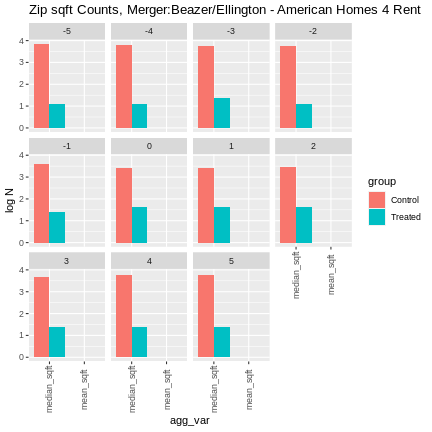 Zip sqft Counts, Merger:Beazer/Ellington - American Homes 4 Rent
-5 -4 -3 -2
4
3
2
1
0
-1 0 1 2
4
3
2
1
0
log N
group
Control
Treated
3 4 5
4
3
2
1
0
median_sqft mean_sqft
median_sqft mean_sqft median_sqft mean_sqft median_sqft mean_sqft
agg_var